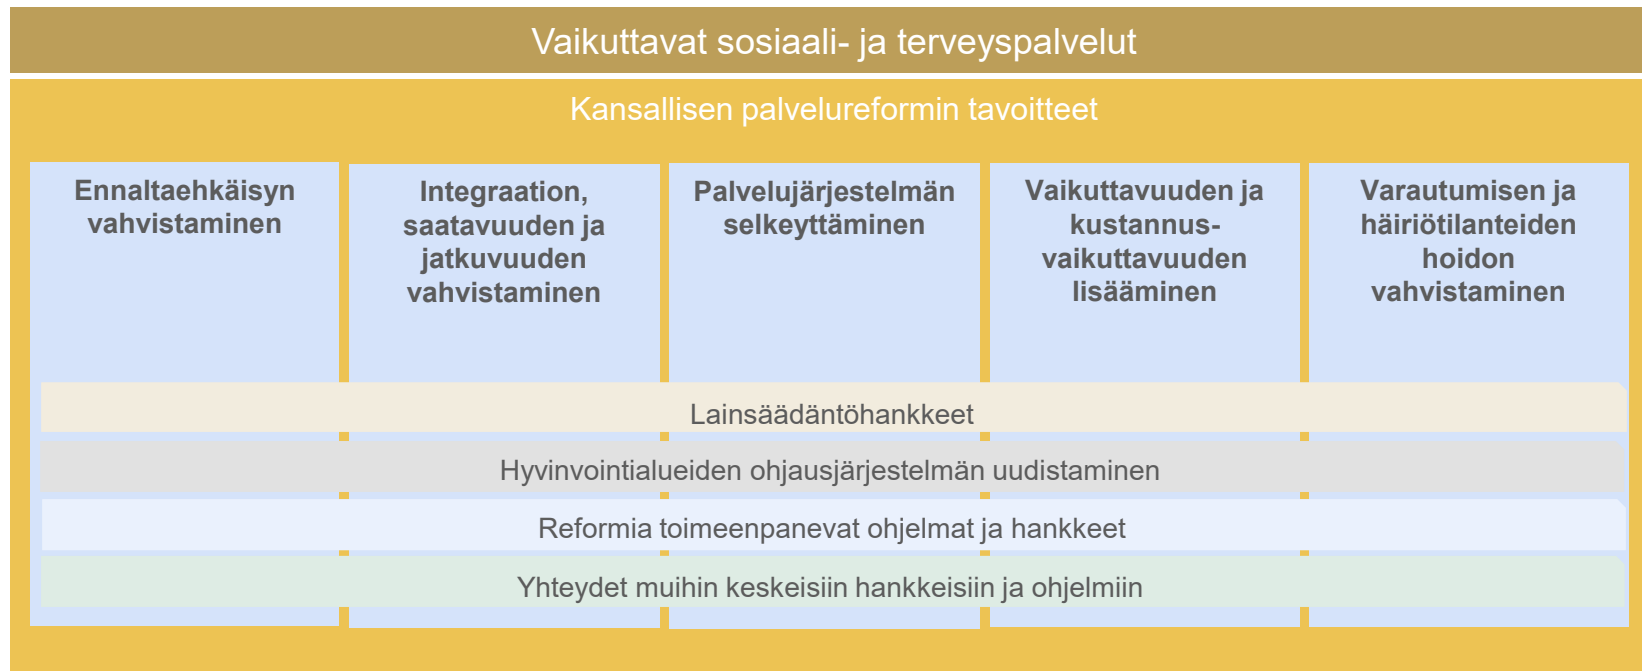 Vaikuttavat sosiaali- ja terveyspalvelut
Kansallisen palvelureformin tavoitteet
Ennaltaehkäisyn
vahvistaminen
Integraation,
saatavuuden ja
jatkuvuuden
vahvistaminen
Palvelujärjestelmän
selkeyttäminen
Vaikuttavuuden ja
kustannus-
vaikuttavuuden
lisääminen
Varautumisen ja
häiriötilanteiden
hoidon
vahvistaminen
Lainsäädäntöhankkeet
Hyvinvointialueiden ohjausjärjestelmän uudistaminen
Reformia toimeenpanevat ohjelmat ja hankkeet
Yhteydet muihin keskeisiin hankkeisiin ja ohjelmiin